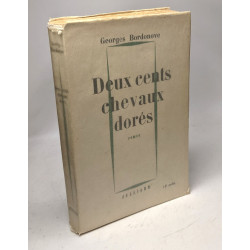 Georges Bordonove
Deux cents
chevaux
dorés
roman
JULLIARD